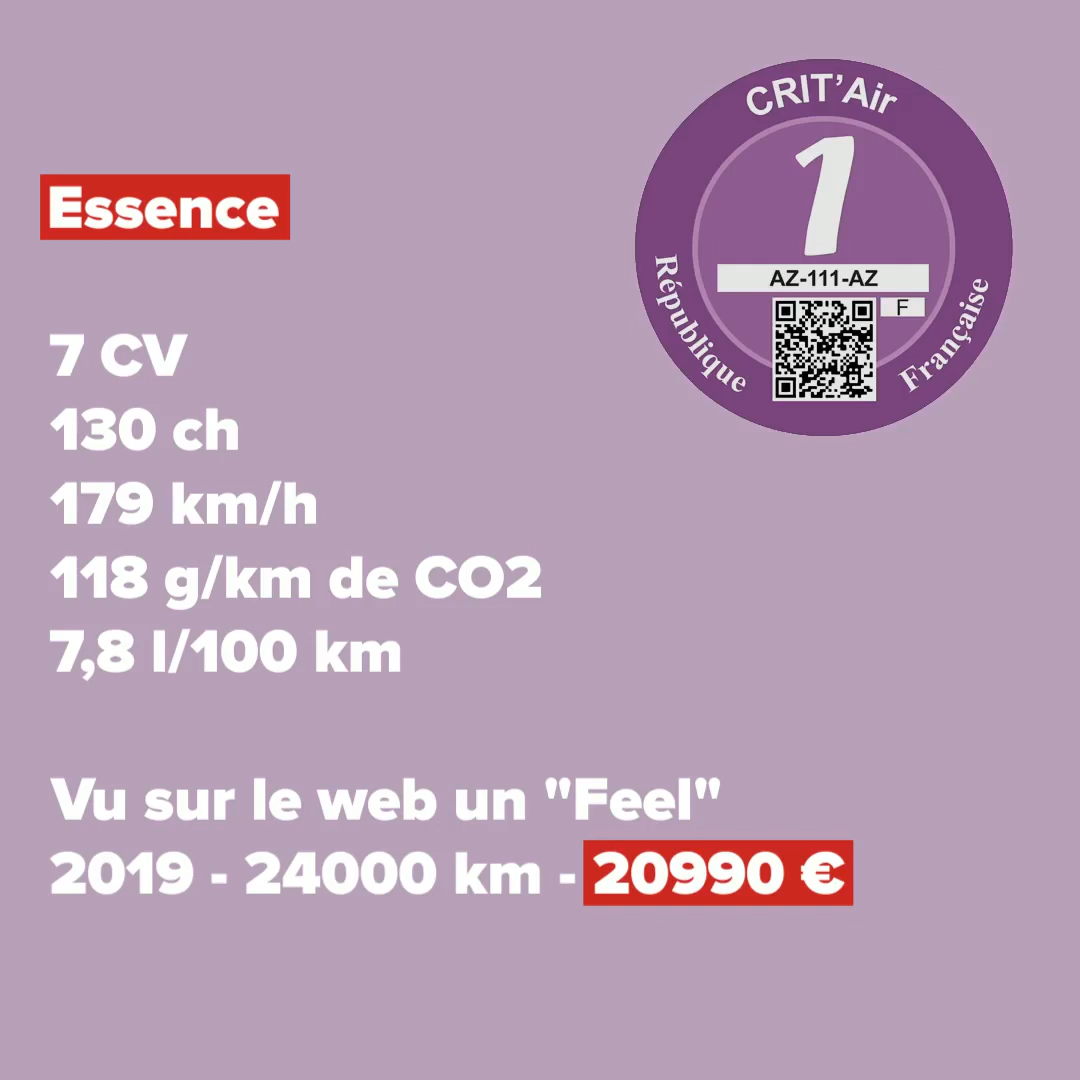 CRIT'Air
1
AZ-111-AZ
F
République Française
Essence
7 CV
130 ch
179 km/h
118 g/km de CO2
7,8 l/100 km
Vu sur le web un "Feel"
2019 - 24000 km - 20990 €